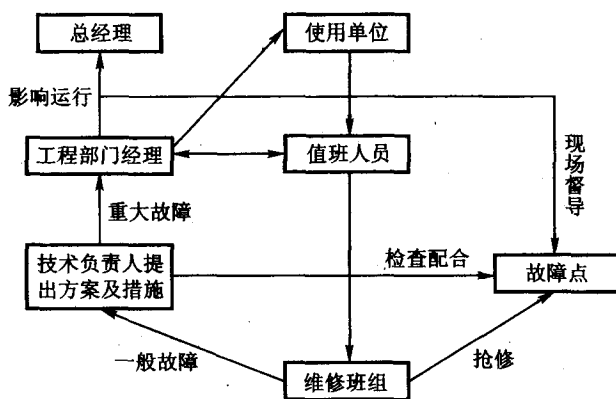 总经理
使用单位
影响运行
工程部门经理
值班人员
现场督导
重大故障
技术负责人提
出方案及措施
检查配合
故障点
一般故障
抢修
维修班组